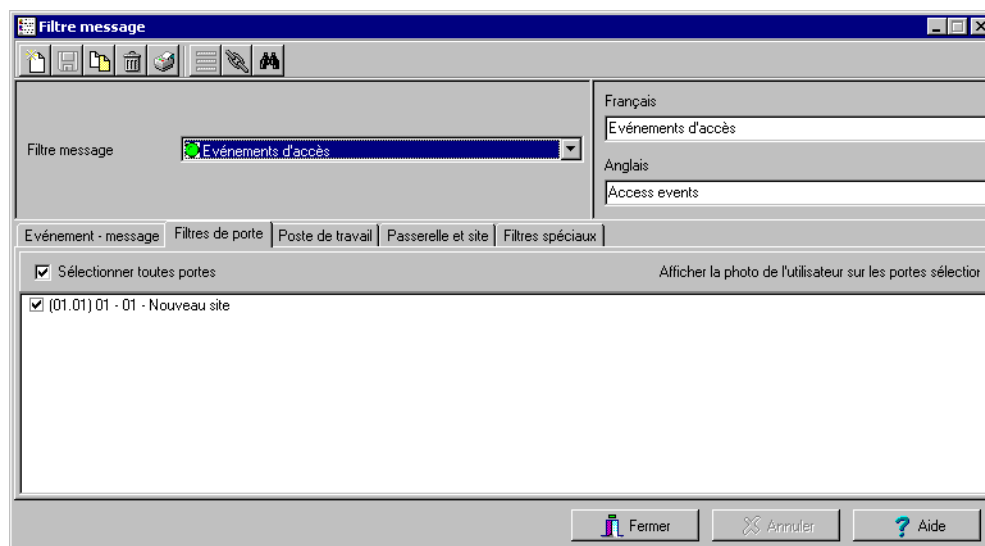 Filtre message
Français
Evénements d'accès
Filtre message
Evénements d'accès
Anglais
Access events
Evénement - message
Filtres de porte
Poste de travail
Passerelle et site
Filtres spéciaux
Sélectionner toutes portes
Afficher la photo de l'utilisateur sur les portes sélection
(01.01) 01 - 01 - Nouveau site
Fermer
Annuler
Aide